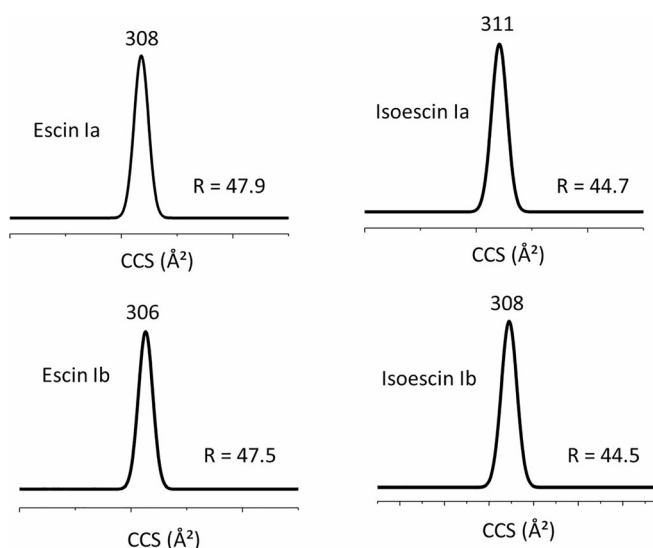 308
Escin Ia
R = 47.9
CCS (Å²)
311
Isoescin Ia
R = 44.7
CCS (Å²)
306
Escin Ib
R = 47.5
CCS (Å²)
308
Isoescin Ib
R = 44.5
CCS (Å²)